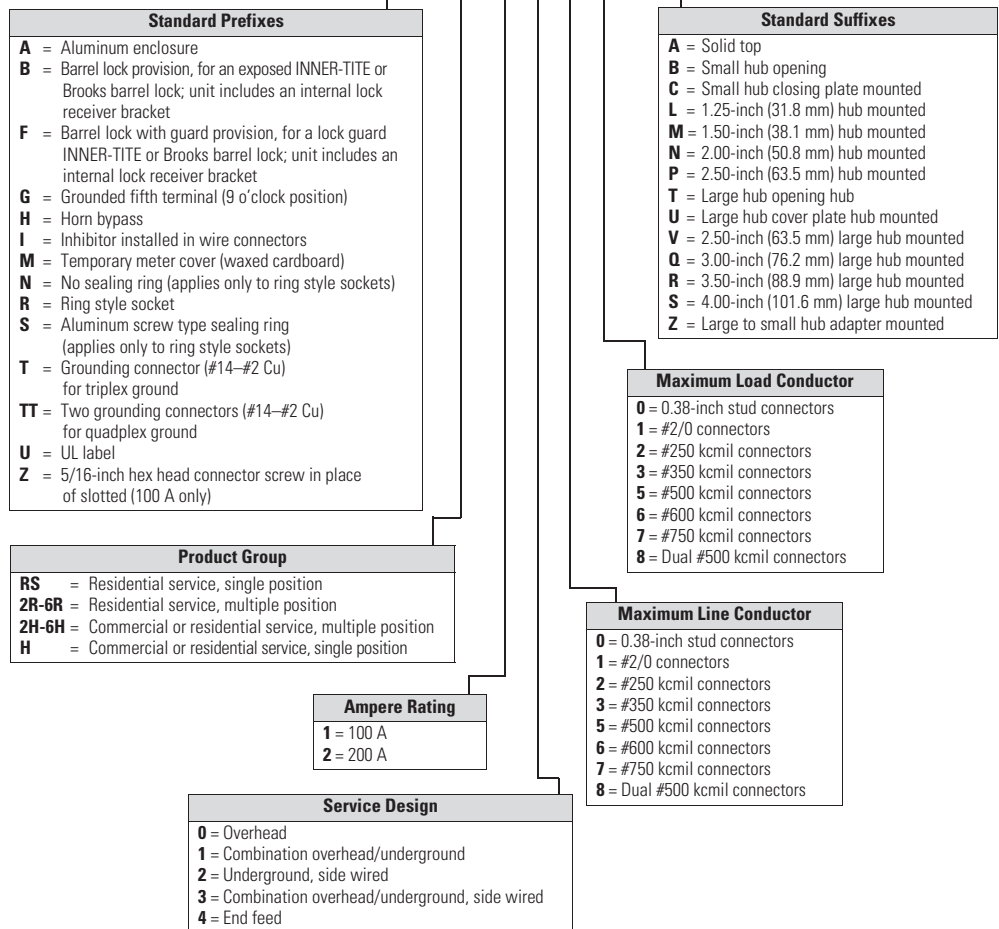 Standard Prefixes
A = Aluminum enclosure
B = Barrel lock provision, for an exposed INNER-TITE or
Brooks barrel lock; unit includes an internal lock
receiver bracket
F = Barrel lock with guard provision, for a lock guard
INNER-TITE or Brooks barrel lock; unit includes an
internal lock receiver bracket
G = Grounded fifth terminal (9 o'clock position)
H = Horn bypass
I = Inhibitor installed in wire connectors
M = Temporary meter cover (waxed cardboard)
N = No sealing ring (applies only to ring style sockets)
R = Ring style socket
S = Aluminum screw type sealing ring
(applies only to ring style sockets)
T = Grounding connector (#14–#2 Cu)
for triplex ground
TT = Two grounding connectors (#14–#2 Cu)
for quadplex ground
U = UL label
Z = 5/16-inch hex head connector screw in place
of slotted (100 A only)
Standard Suffixes
A = Solid top
B = Small hub opening
C = Small hub closing plate mounted
L = 1.25-inch (31.8 mm) hub mounted
M = 1.50-inch (38.1 mm) hub mounted
N = 2.00-inch (50.8 mm) hub mounted
P = 2.50-inch (63.5 mm) hub mounted
T = Large hub opening hub
U = Large hub cover plate hub mounted
V = 2.50-inch (63.5 mm) large hub mounted
Q = 3.00-inch (76.2 mm) large hub mounted
R = 3.50-inch (88.9 mm) large hub mounted
S = 4.00-inch (101.6 mm) large hub mounted
Z = Large to small hub adapter mounted
Maximum Load Conductor
0 = 0.38-inch stud connectors
1 = #2/0 connectors
2 = #250 kcmil connectors
3 = #350 kcmil connectors
5 = #500 kcmil connectors
6 = #600 kcmil connectors
7 = #750 kcmil connectors
8 = Dual #500 kcmil connectors
Product Group
RS = Residential service, single position
2R-6R = Residential service, multiple position
2H-6H = Commercial or residential service, multiple position
H = Commercial or residential service, single position
Maximum Line Conductor
0 = 0.38-inch stud connectors
1 = #2/0 connectors
2 = #250 kcmil connectors
3 = #350 kcmil connectors
5 = #500 kcmil connectors
6 = #600 kcmil connectors
7 = #750 kcmil connectors
8 = Dual #500 kcmil connectors
Ampere Rating
1 = 100 A
2 = 200 A
Service Design
0 = Overhead
1 = Combination overhead/underground
2 = Underground, side wired
3 = Combination overhead/underground, side wired
4 = End feed